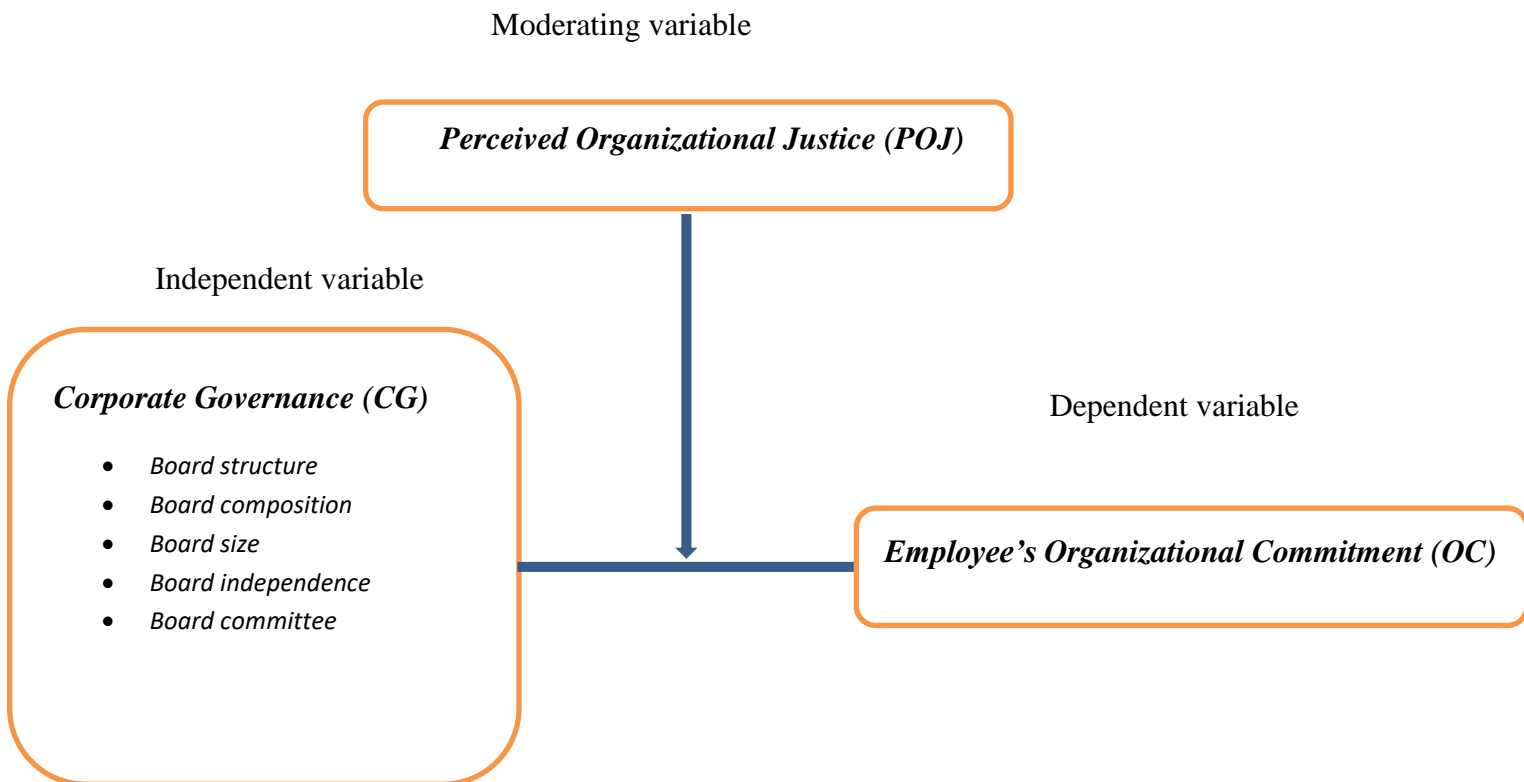 Moderating variable
Perceived Organizational Justice (POJ)
Independent variable
Corporate Governance (CG)
• Board structure
• Board composition
• Board size
• Board independence
• Board committee
Dependent variable
Employee’s Organizational Commitment (OC)